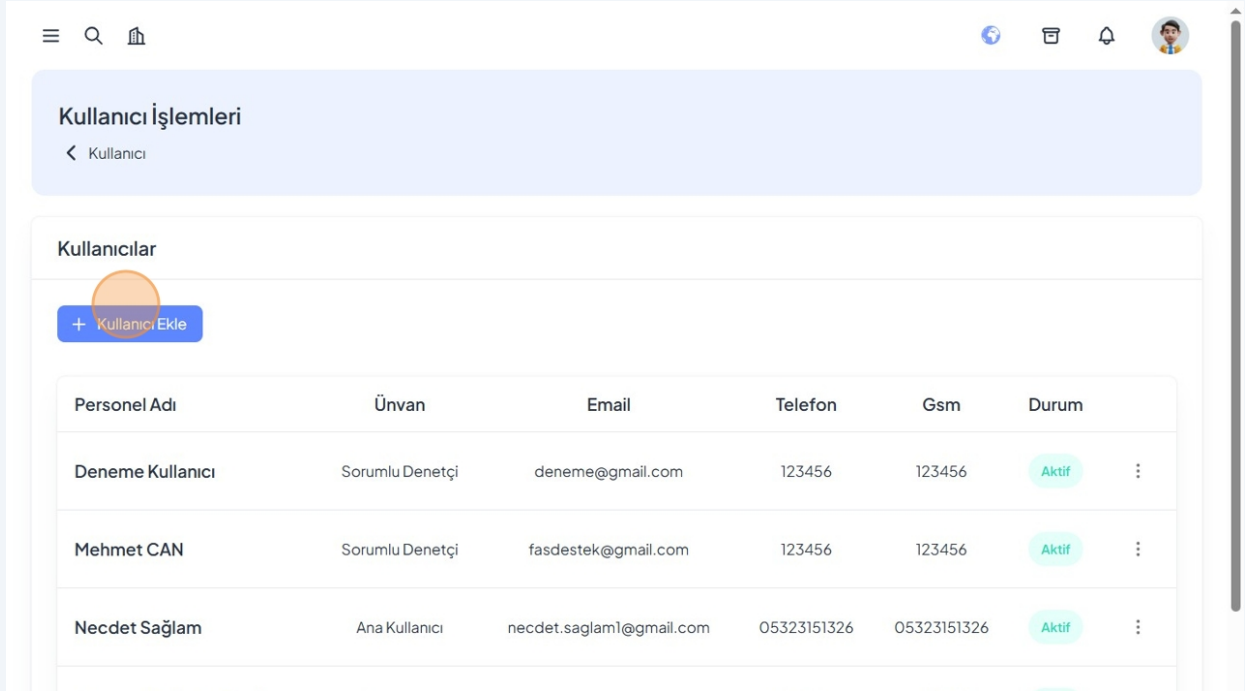 Kullanıcı İşlemleri
Kullanıcı
Kullanıcılar
+ Kullanıcı Ekle
Personel Adı Ünvan Email Telefon Gsm Durum
Deneme Kullanıcı Sorumlu Denetçi deneme@gmail.com 123456 123456 Aktif
Mehmet CAN Sorumlu Denetçi fasdestek@gmail.com 123456 123456 Aktif
Necdet Sağlam Ana Kullanıcı necdet.saglam1@gmail.com 05323151326 05323151326 Aktif